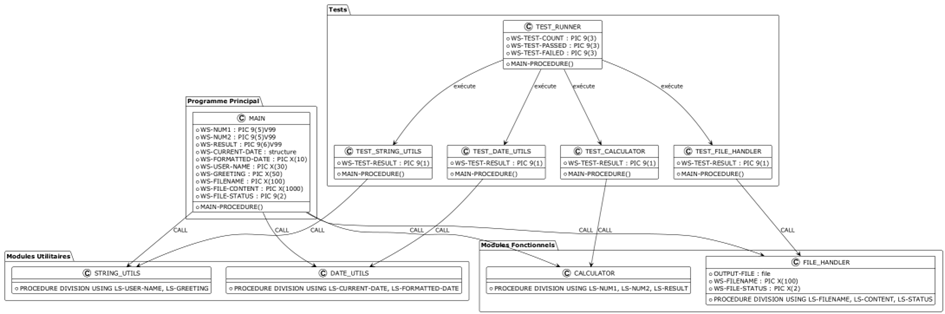 Tests
TEST_RUNNER
WS-TEST-COUNT : PIC 9(3)
WS-TEST-PASSED : PIC 9(3)
WS-TEST-FAILED : PIC 9(3)
MAIN-PROCEDURE()
exécute
exécute
exécute
exécute
Programme Principal
MAIN
WS-NUM1 : PIC 9(5)V99
WS-NUM2 : PIC 9(5)V99
WS-RESULT : PIC 9(6)V99
WS-CURRENT-DATE : structure
WS-FORMATTED-DATE : PIC X(10)
WS-USER-NAME : PIC X(30)
WS-GREETING : PIC X(50)
WS-FILENAME : PIC X(100)
WS-FILE-CONTENT : PIC X(1000)
WS-FILE-STATUS : PIC 9(2)
MAIN-PROCEDURE()
TEST_STRING_UTILS
WS-TEST-RESULT : PIC 9(1)
MAIN-PROCEDURE()
TEST_DATE_UTILS
WS-TEST-RESULT : PIC 9(1)
MAIN-PROCEDURE()
TEST_CALCULATOR
WS-TEST-RESULT : PIC 9(1)
MAIN-PROCEDURE()
TEST_FILE_HANDLER
WS-TEST-RESULT : PIC 9(1)
MAIN-PROCEDURE()
CALL
CALL
CALL
CALL
CALL
CALL
CALL
CALL
Modules Utilitaires
STRING_UTILS
PROCEDURE DIVISION USING LS-USER-NAME, LS-GREETING
DATE_UTILS
PROCEDURE DIVISION USING LS-CURRENT-DATE, LS-FORMATTED-DATE
Modules Fonctionnels
CALCULATOR
PROCEDURE DIVISION USING LS-NUM1, LS-NUM2, LS-RESULT
FILE_HANDLER
OUTPUT-FILE : file
WS-FILENAME : PIC X(100)
WS-FILE-STATUS : PIC X(2)
PROCEDURE DIVISION USING LS-FILENAME, LS-CONTENT, LS-STATUS